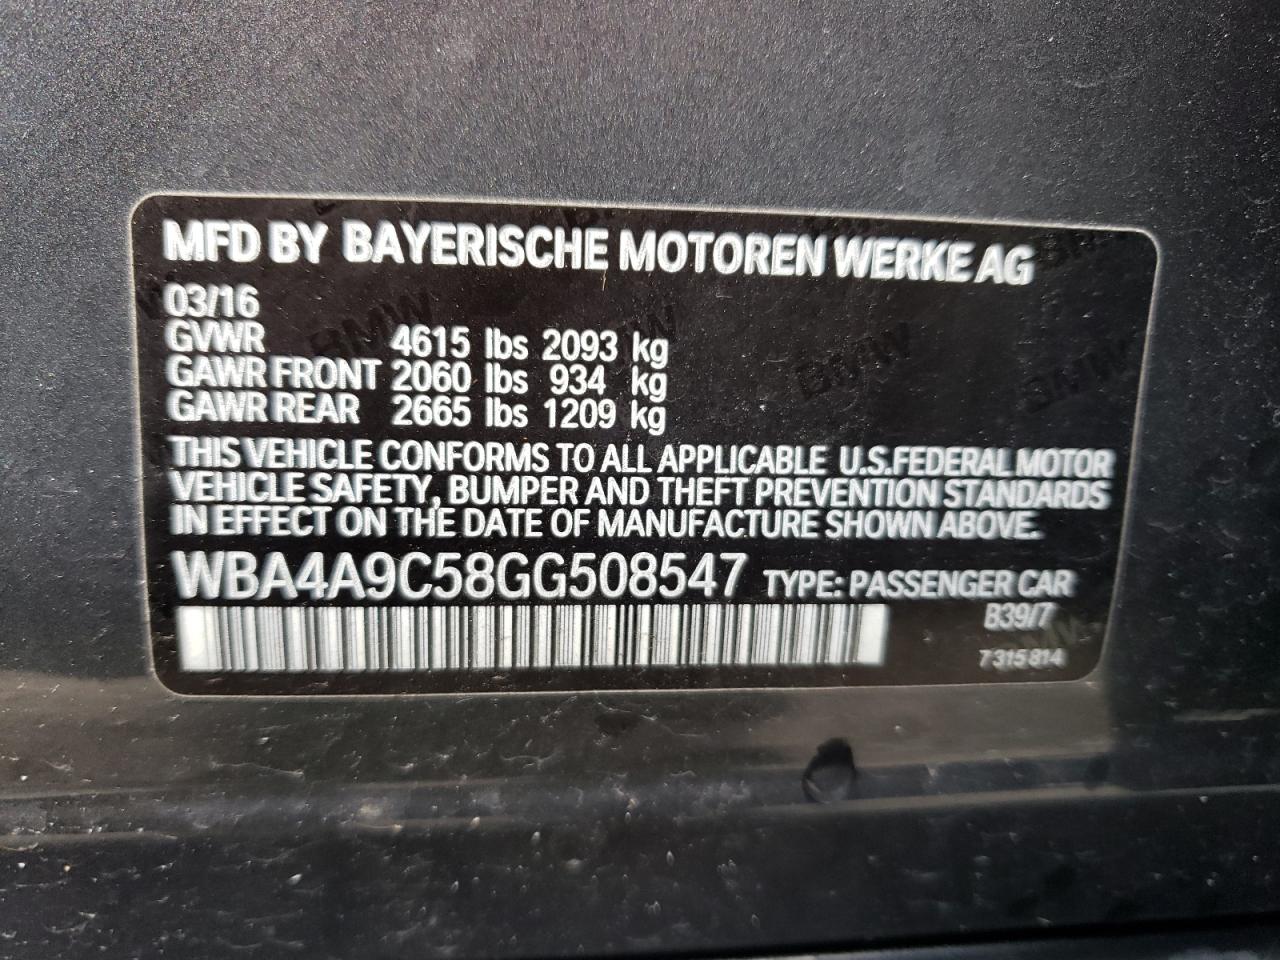 MFD BY BAYERISCHE MOTOREN WERKE AG
03/16
GVWR 4615 lbs 2093 kg
GAWR FRONT 2060 lbs 934 kg
GAWR REAR 2665 lbs 1209 kg
THIS VEHICLE CONFORMS TO ALL APPLICABLE U.S.FEDERAL MOTOR
VEHICLE SAFETY, BUMPER AND THEFT PREVENTION STANDARDS
IN EFFECT ON THE DATE OF MANUFACTURE SHOWN ABOVE.
WBA4A9C58GG508547 TYPE: PASSENGER CAR
B39/7
7 315 814